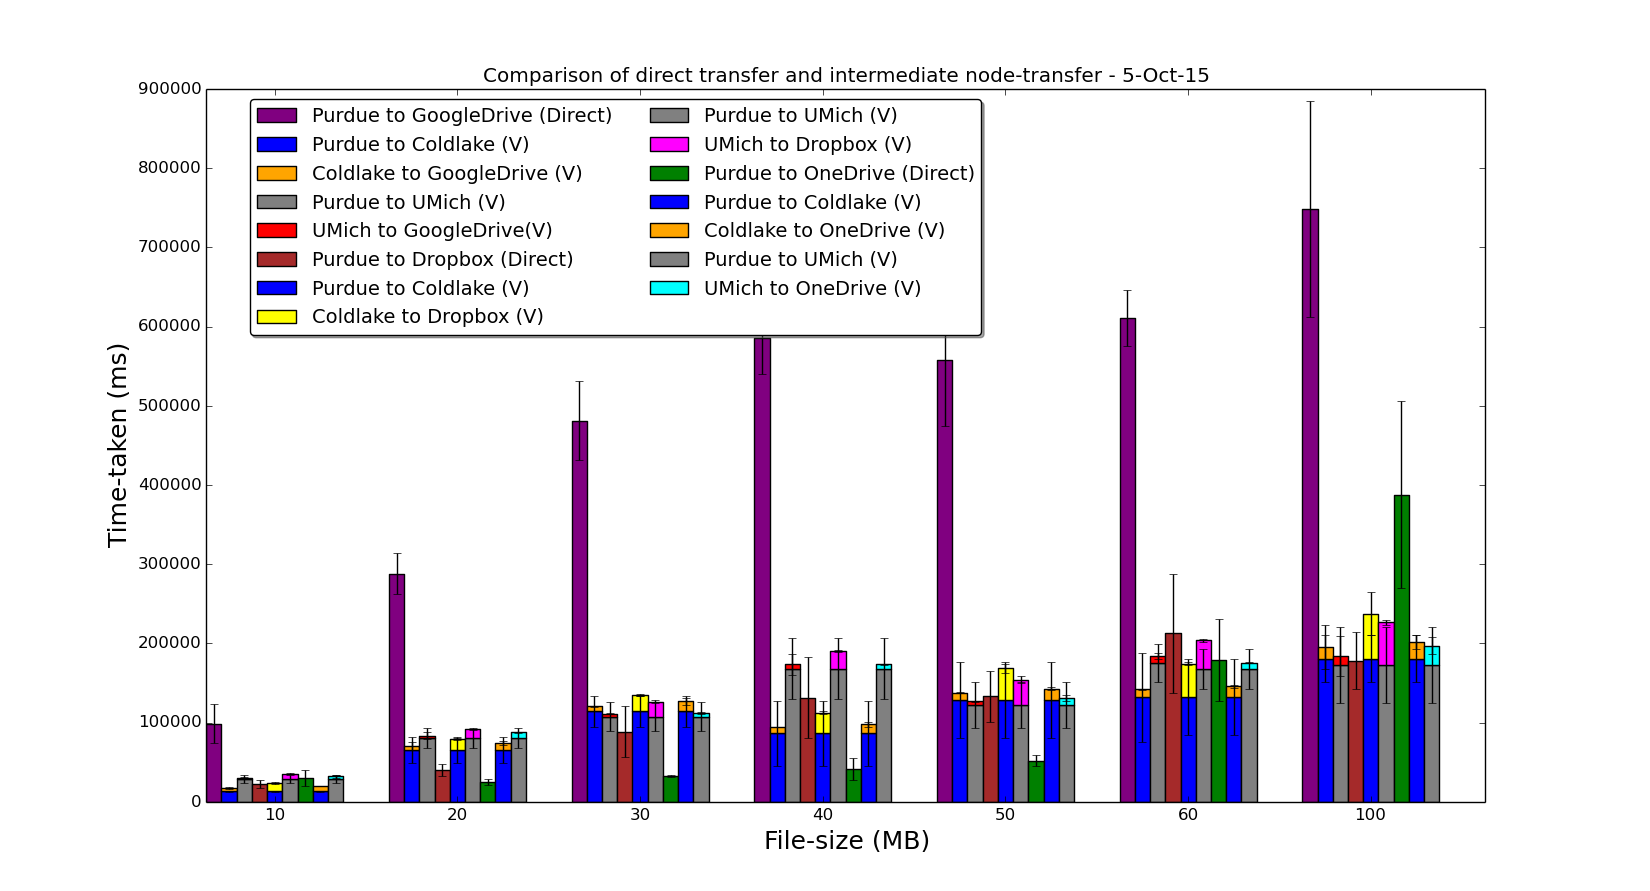 Comparison of direct transfer and intermediate node-transfer - 5-Oct-15
900000
800000
700000
600000
500000
400000
300000
200000
100000
0
Time-taken (ms)
Purdue to GoogleDrive (Direct)
Purdue to Coldlake (V)
Coldlake to GoogleDrive (V)
Purdue to UMich (V)
UMich to GoogleDrive(V)
Purdue to Dropbox (Direct)
Purdue to Coldlake (V)
Coldlake to Dropbox (V)
Purdue to UMich (V)
UMich to Dropbox (V)
Purdue to OneDrive (Direct)
Purdue to Coldlake (V)
Coldlake to OneDrive (V)
Purdue to UMich (V)
UMich to OneDrive (V)
10 20 30 40 50 60 100
File-size (MB)